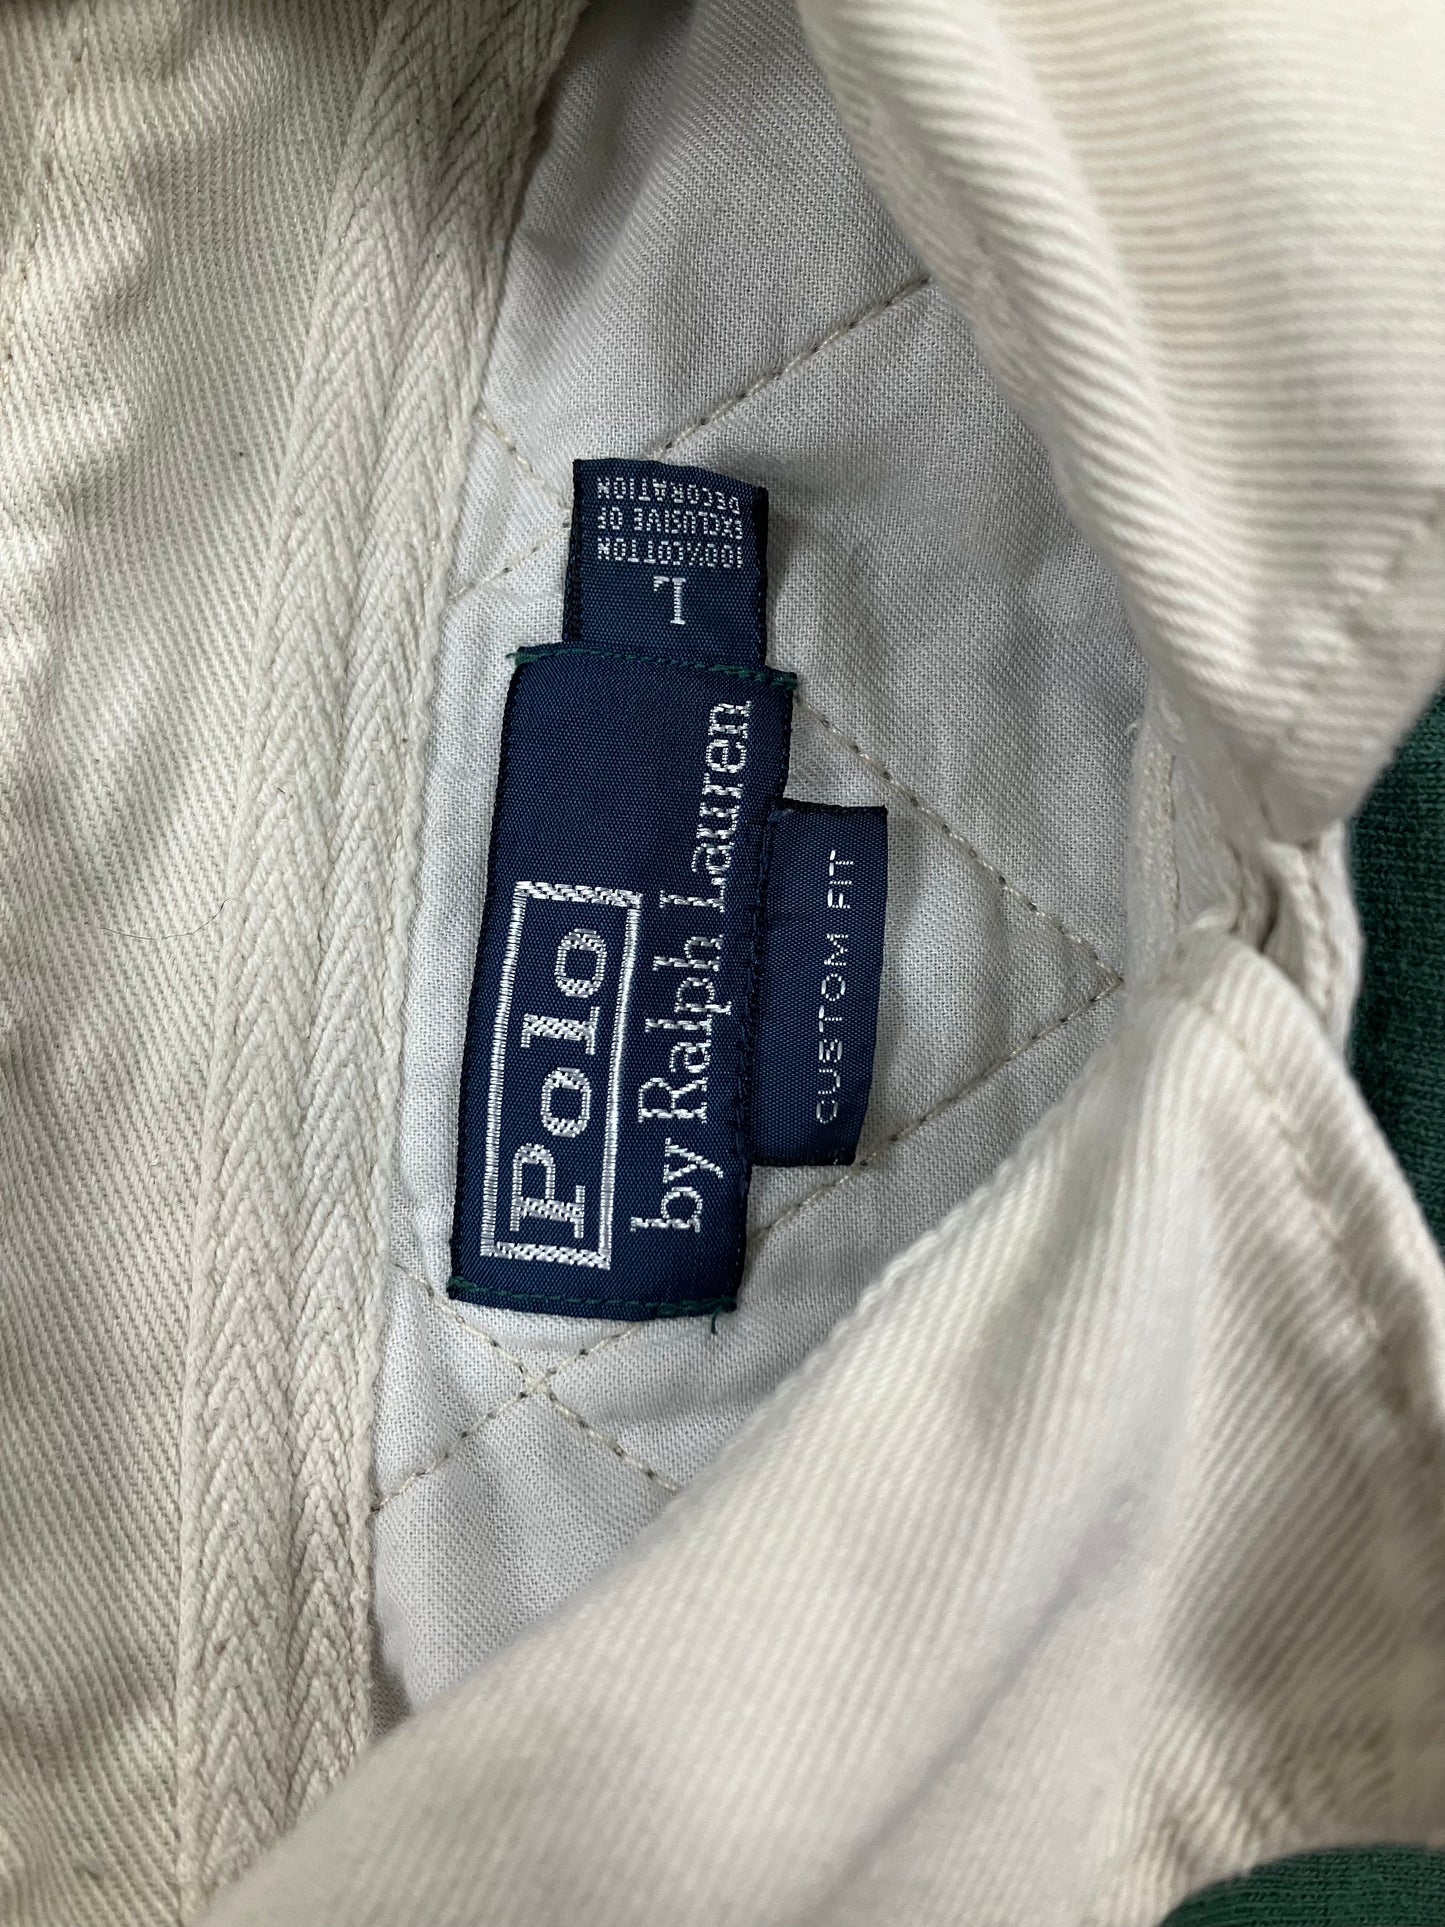 Polo
by Ralph Lauren
CUSTOM FIT
L
100% COTTON
EXCLUSIVE OF
DECORATION